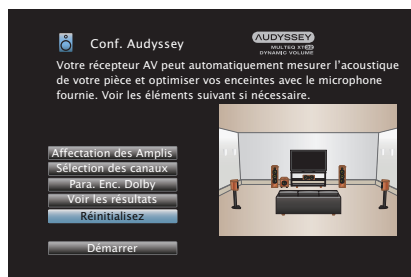 Conf. Audyssey
AUDYSSEY
MULTEQ XT32
DYNAMIC VOLUME
Votre récepteur AV peut automatiquement mesurer l'acoustique
de votre pièce et optimiser vos enceintes avec le microphone
fournie. Voir les éléments suivant si nécessaire.
Affectation des Amplis
Sélection des canaux
Para. Enc. Dolby
Voir les résultats
Réinitialisez
Démarrer